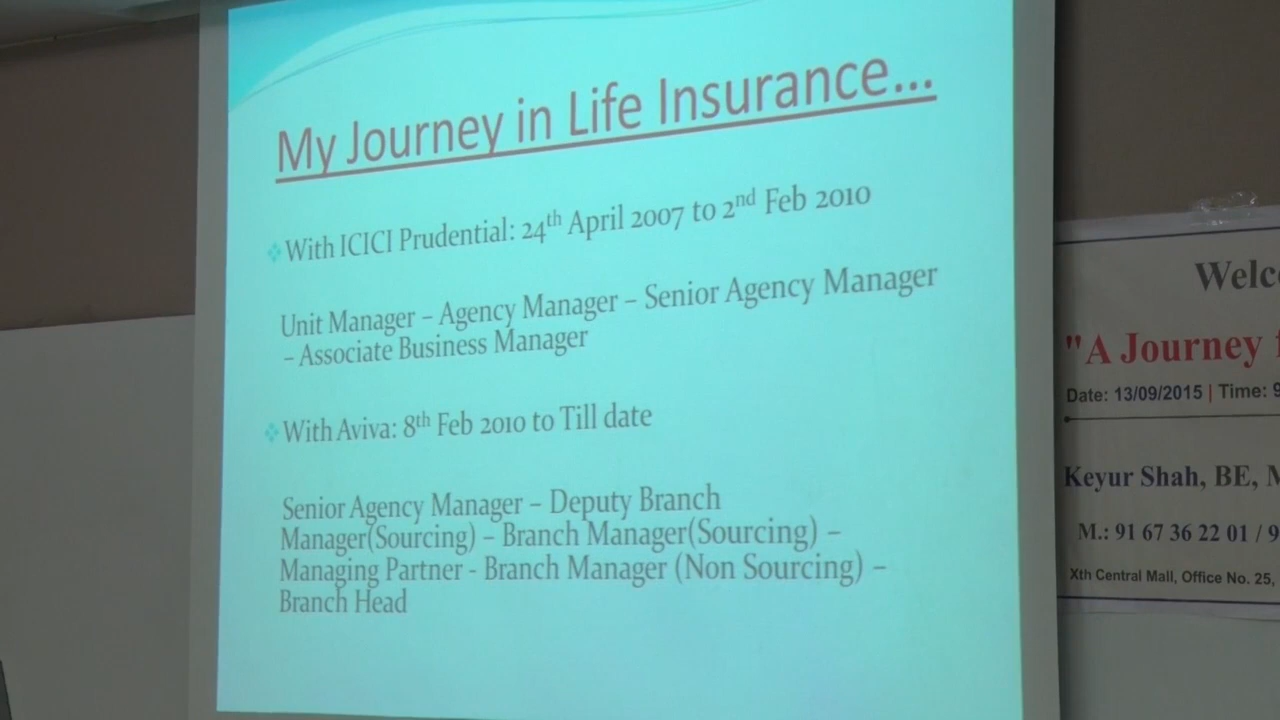 My Journey in Life Insurance...
With ICICI Prudential: 24th April 2007 to 2nd Feb 2010
Unit Manager – Agency Manager – Senior Agency Manager
– Associate Business Manager
With Aviva: 8th Feb 2010 to Till date
Senior Agency Manager – Deputy Branch
Manager(Sourcing) – Branch Manager(Sourcing) –
Managing Partner - Branch Manager (Non Sourcing) –
Branch Head
"A Journey
Date: 13/09/2015 | Time: 9
Keyur Shah, BE, M
M.: 91 67 36 22 01 / 9
Xth Central Mall, Office No. 25,